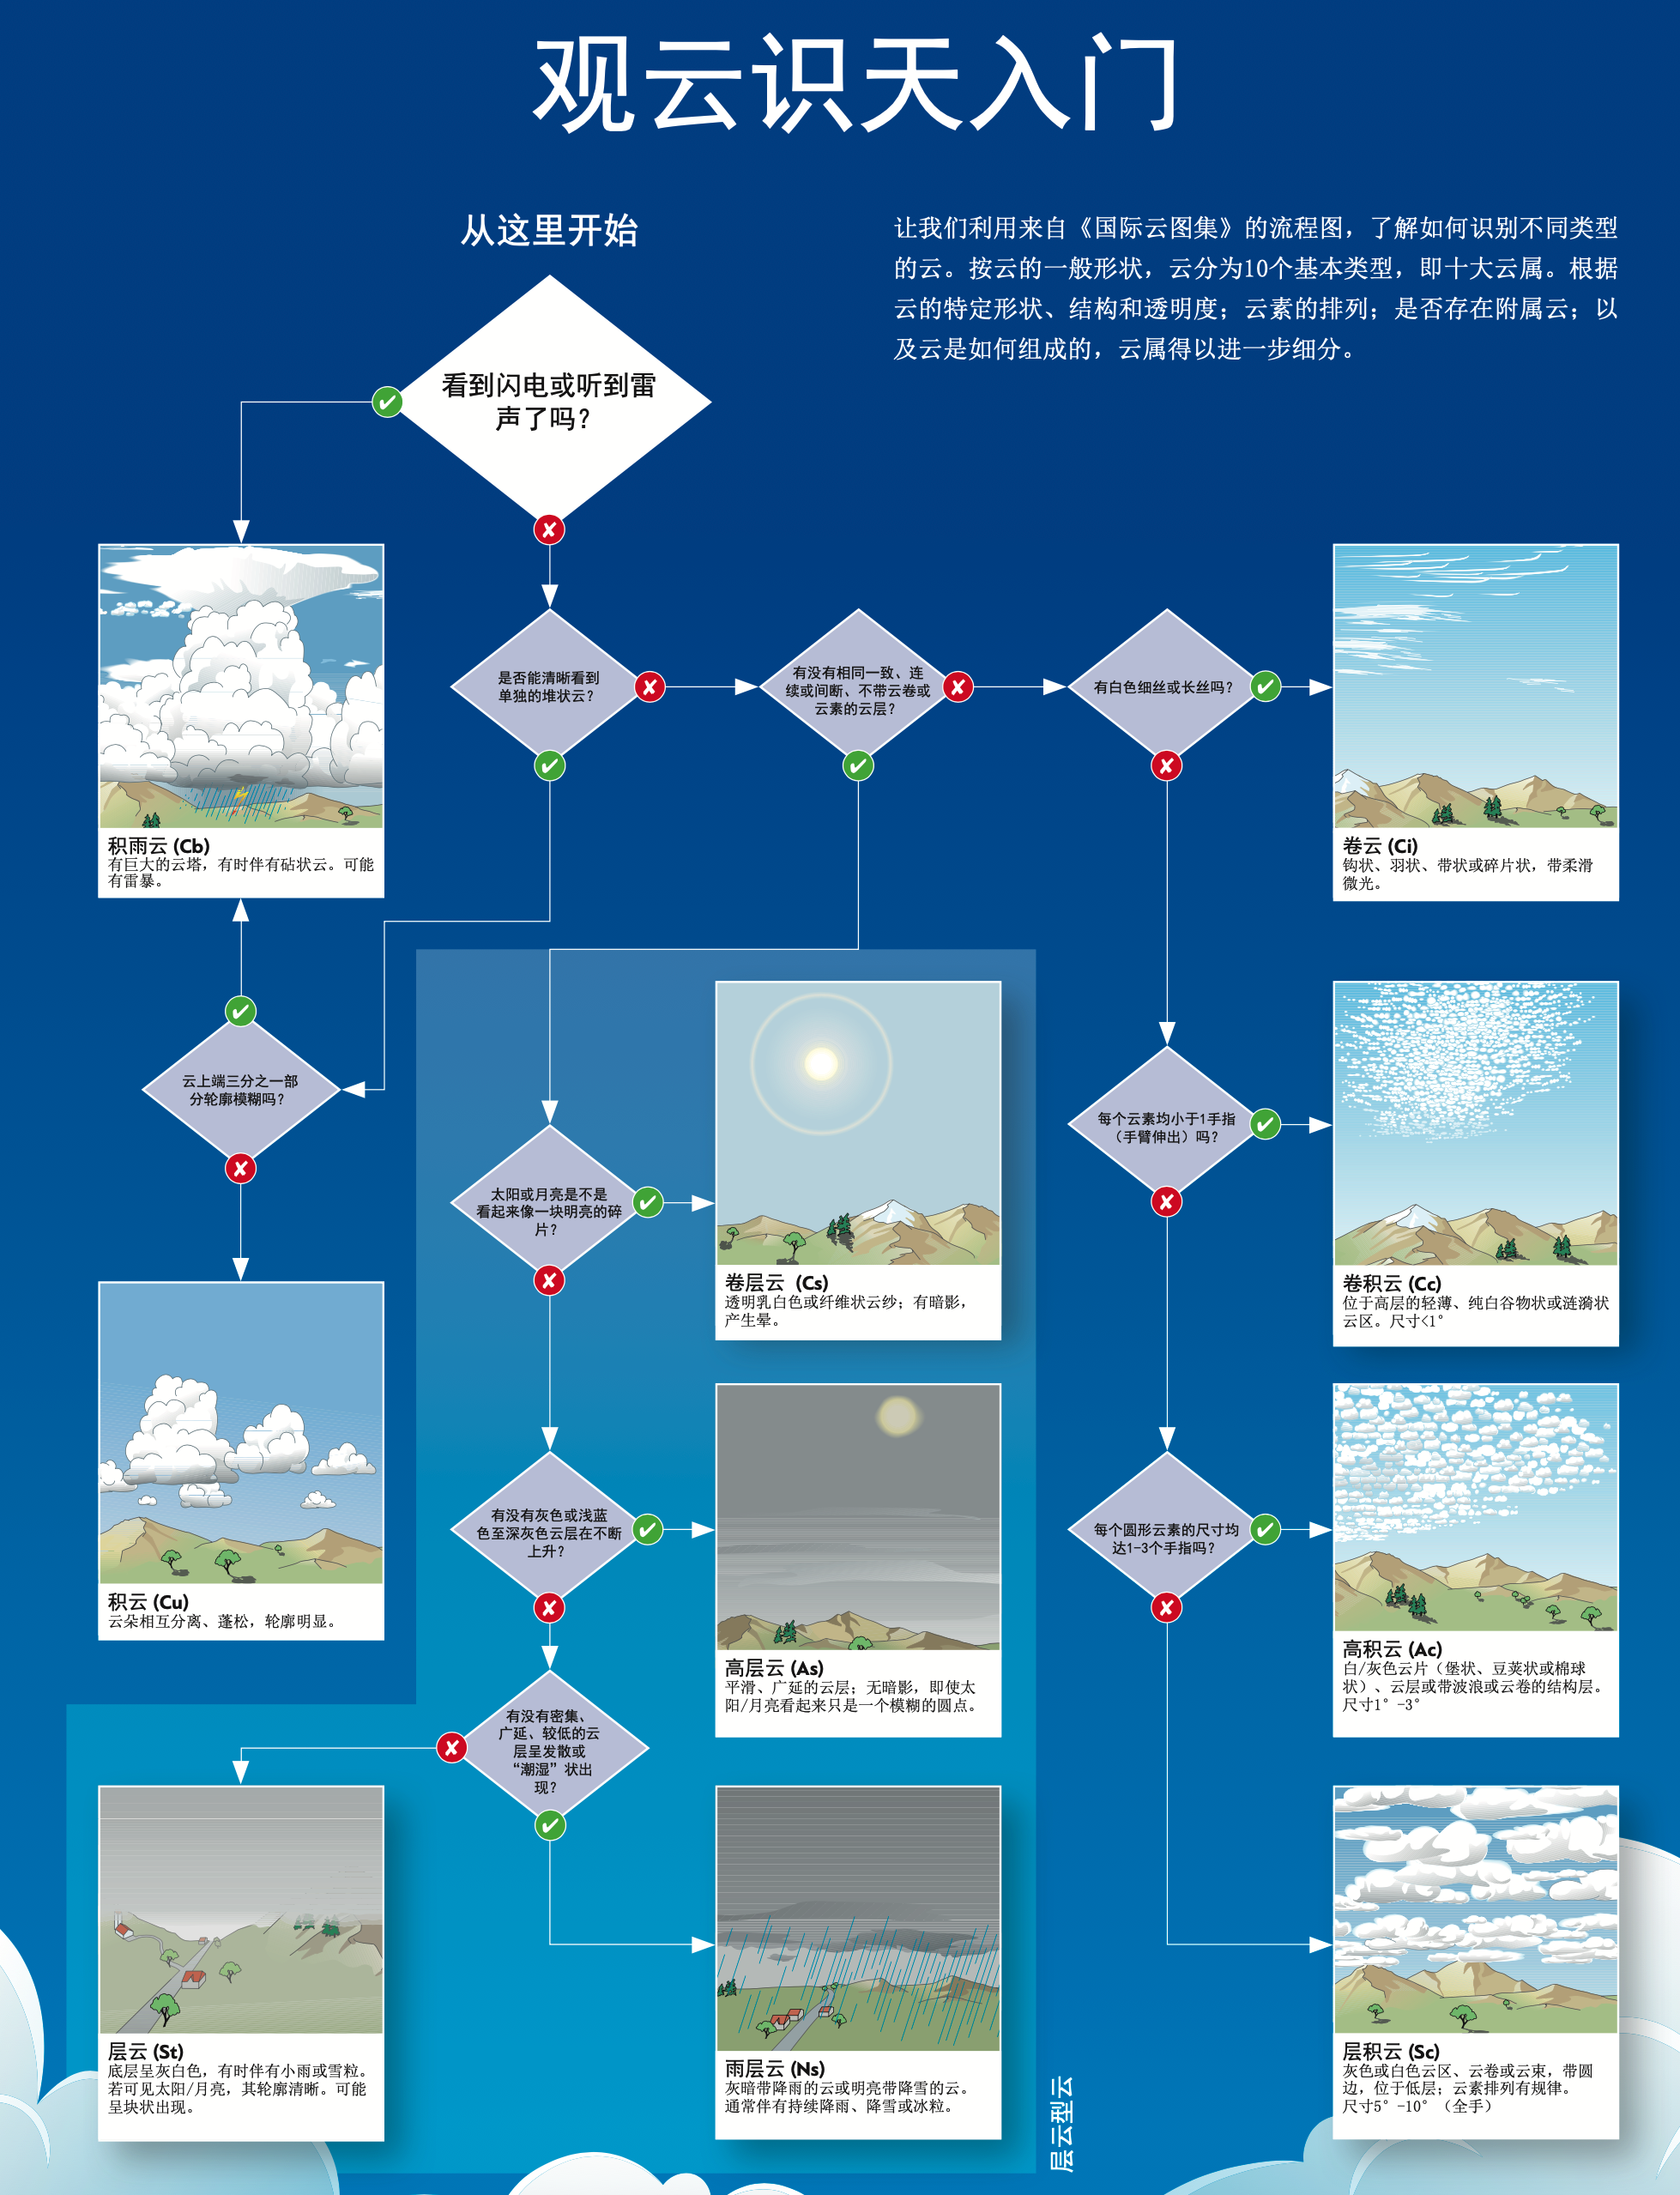 观云识天入门
从这里开始
让我们利用来自《国际云图集》的流程图，了解如何识别不同类型
的云。按云的一般形状，云分为10个基本类型，即十大云属。根据
云的特定形状、结构和透明度；云素的排列；是否存在附属云；以
及云是如何组成的，云属得以进一步细分。
看到闪电或听到雷
声了吗？
是否能清晰看到
单独的堆状云？
有没有相同一致、连
续或间断、不带云卷或
云素的云层？
有白色细丝或长丝吗？
积雨云 (Cb)
有巨大的云塔，有时伴有砧状云。可能
有雷暴。
卷云 (Ci)
钩状、羽状、带状或碎片状，带柔滑
微光。
云上端三分之一部
分轮廓模糊吗？
每个云素均小于1手指
（手臂伸出）吗？
太阳或月亮是不是
看起来像一块明亮的碎
片？
卷层云 (Cs)
透明乳白色或纤维状云纱；有暗影，
产生晕。
卷积云 (Cc)
位于高层的轻薄、纯白谷物状或涟漪状
云区。尺寸<1°
有没有灰色或浅蓝
色至深灰色云层在不断
上升？
每个圆形云素的尺寸均
达1-3个手指吗？
积云 (Cu)
云朵相互分离、蓬松，轮廓明显。
高层云 (As)
平滑、广延的云层；无暗影，即使太
阳/月亮看起来只是一个模糊的圆点。
高积云 (Ac)
白/灰色云片（堡状、豆荚状或棉球
状）、云层或带波浪或云卷的结构层。
尺寸1°-3°
有没有密集、
广延、较低的云
层呈发散或
“潮湿”状出
现？
层云 (St)
底层呈灰白色，有时伴有小雨或雪粒。
若可见太阳/月亮，其轮廓清晰。可能
呈块状出现。
雨层云 (Ns)
灰暗带降雨的云或明亮带降雪的云。
通常伴有持续降雨、降雪或冰粒。
层云型云
层积云 (Sc)
灰色或白色云区、云卷或云束，带圆
边，位于低层；云素排列有规律。
尺寸5°-10°（全手）